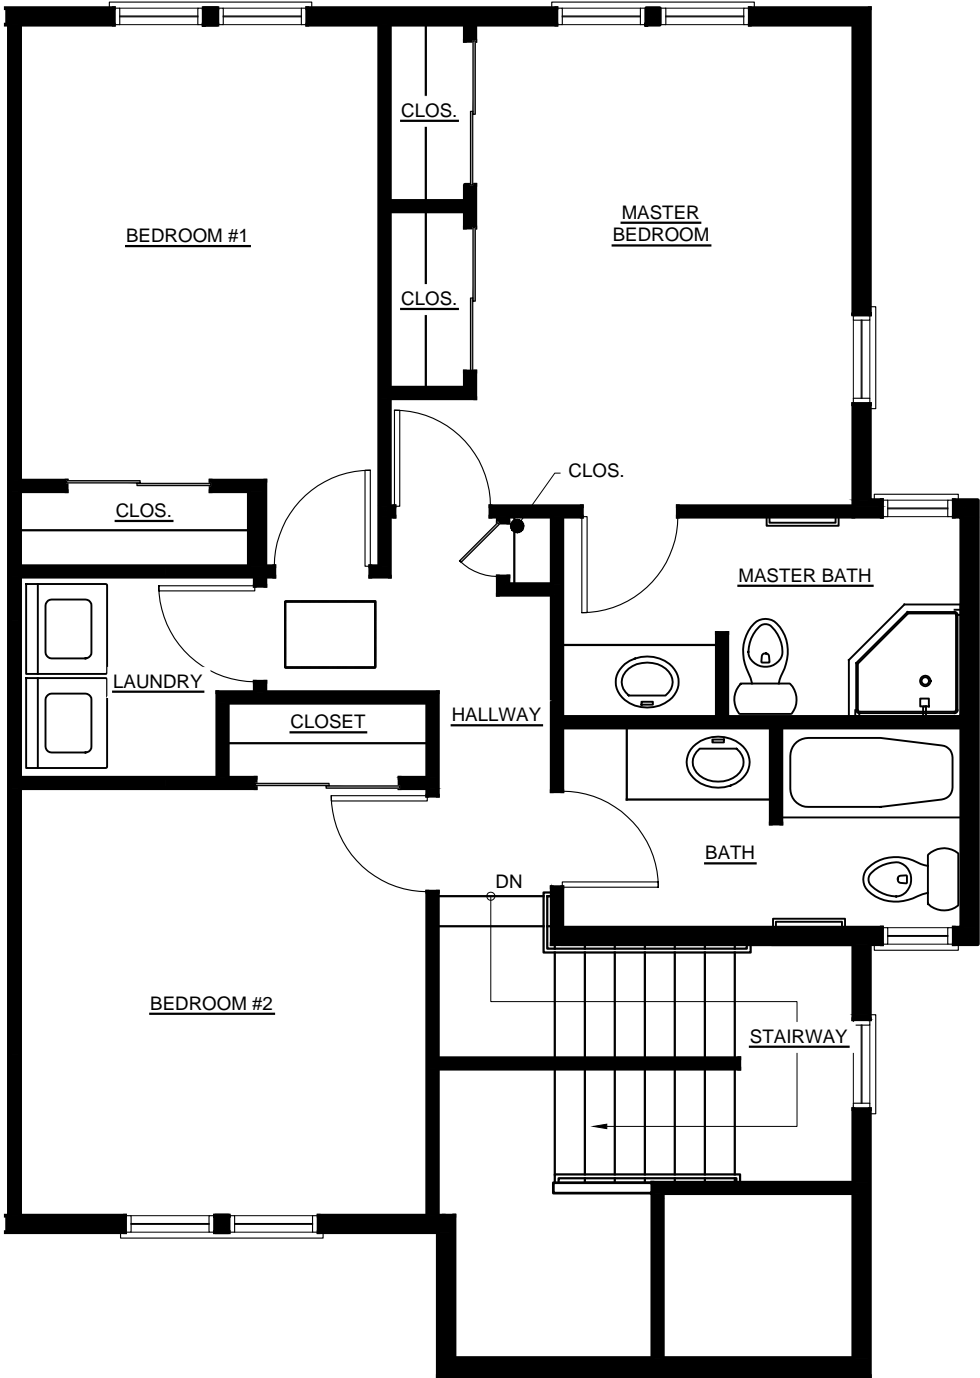 CLOS.
MASTER
BEDROOM
BEDROOM #1
CLOS.
CLOS.
CLOS.
MASTER BATH
LAUNDRY
CLOSET
HALLWAY
BATH
DN
BEDROOM #2
STAIRWAY